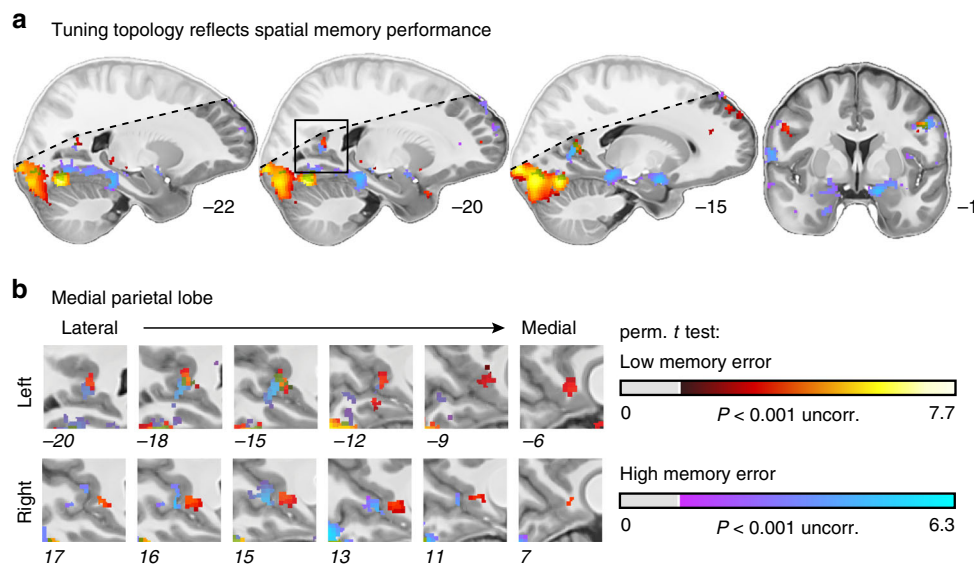 a
Tuning topology reflects spatial memory performance
–22
–20
–15
–1
b
Medial parietal lobe
Lateral
Medial
Left
–20
–18
–15
–12
–9
–6
Right
17
16
15
13
11
7
perm. t test:
Low memory error
0
P < 0.001 uncorr.
7.7
High memory error
0
P < 0.001 uncorr.
6.3